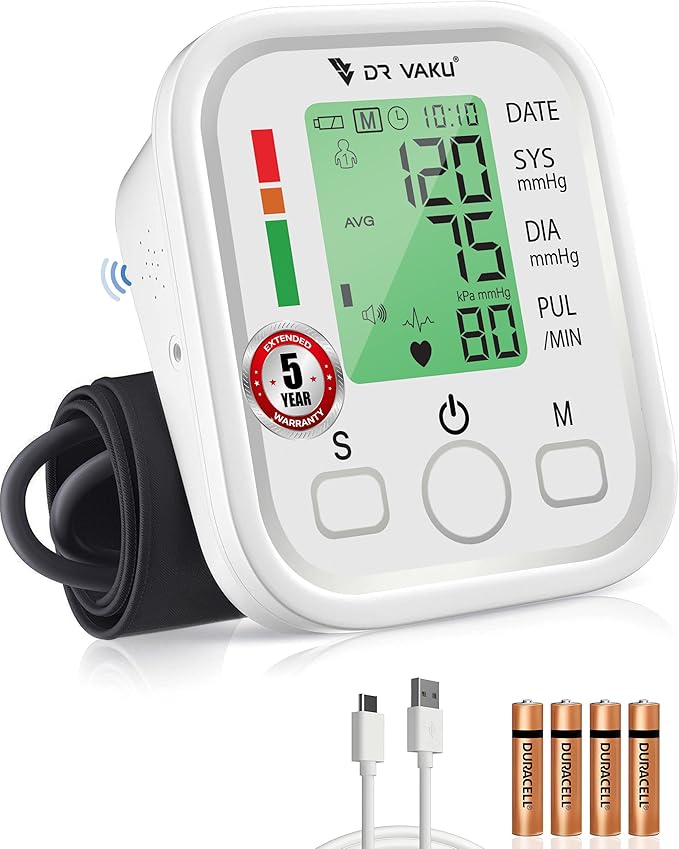 DR VAKU®
M 10:10
DATE
1
120
SYS
mmHg
AVG
75
DIA
mmHg
kPa mmHg
80
PUL
/MIN
EXTENDED
5
YEAR
WARRANTY
S
M
DURACELL®
DURACELL®
DURACELL®
DURACELL®